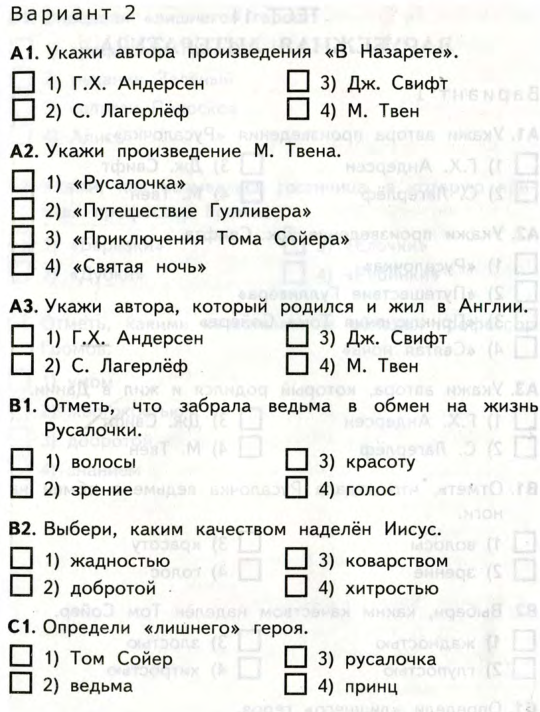 Вариант 2
А1. Укажи автора произведения «В Назарете».
1) Г.Х. Андерсен 3) Дж. Свифт
2) С. Лагерлёф 4) М. Твен
А2. Укажи произведение М. Твена.
1) «Русалочка»
2) «Путешествие Гулливера»
3) «Приключения Тома Сойера»
4) «Святая ночь»
А3. Укажи автора, который родился и жил в Англии.
1) Г.Х. Андерсен 3) Дж. Свифт
2) С. Лагерлёф 4) М. Твен
В1. Отметь, что забрала ведьма в обмен на жизнь
Русалочки.
1) волосы 3) красоту
2) зрение 4) голос
В2. Выбери, каким качеством наделён Иисус.
1) жадностью 3) коварством
2) добротой 4) хитростью
С1. Определи «лишнего» героя.
1) Том Сойер 3) русалочка
2) ведьма 4) принц